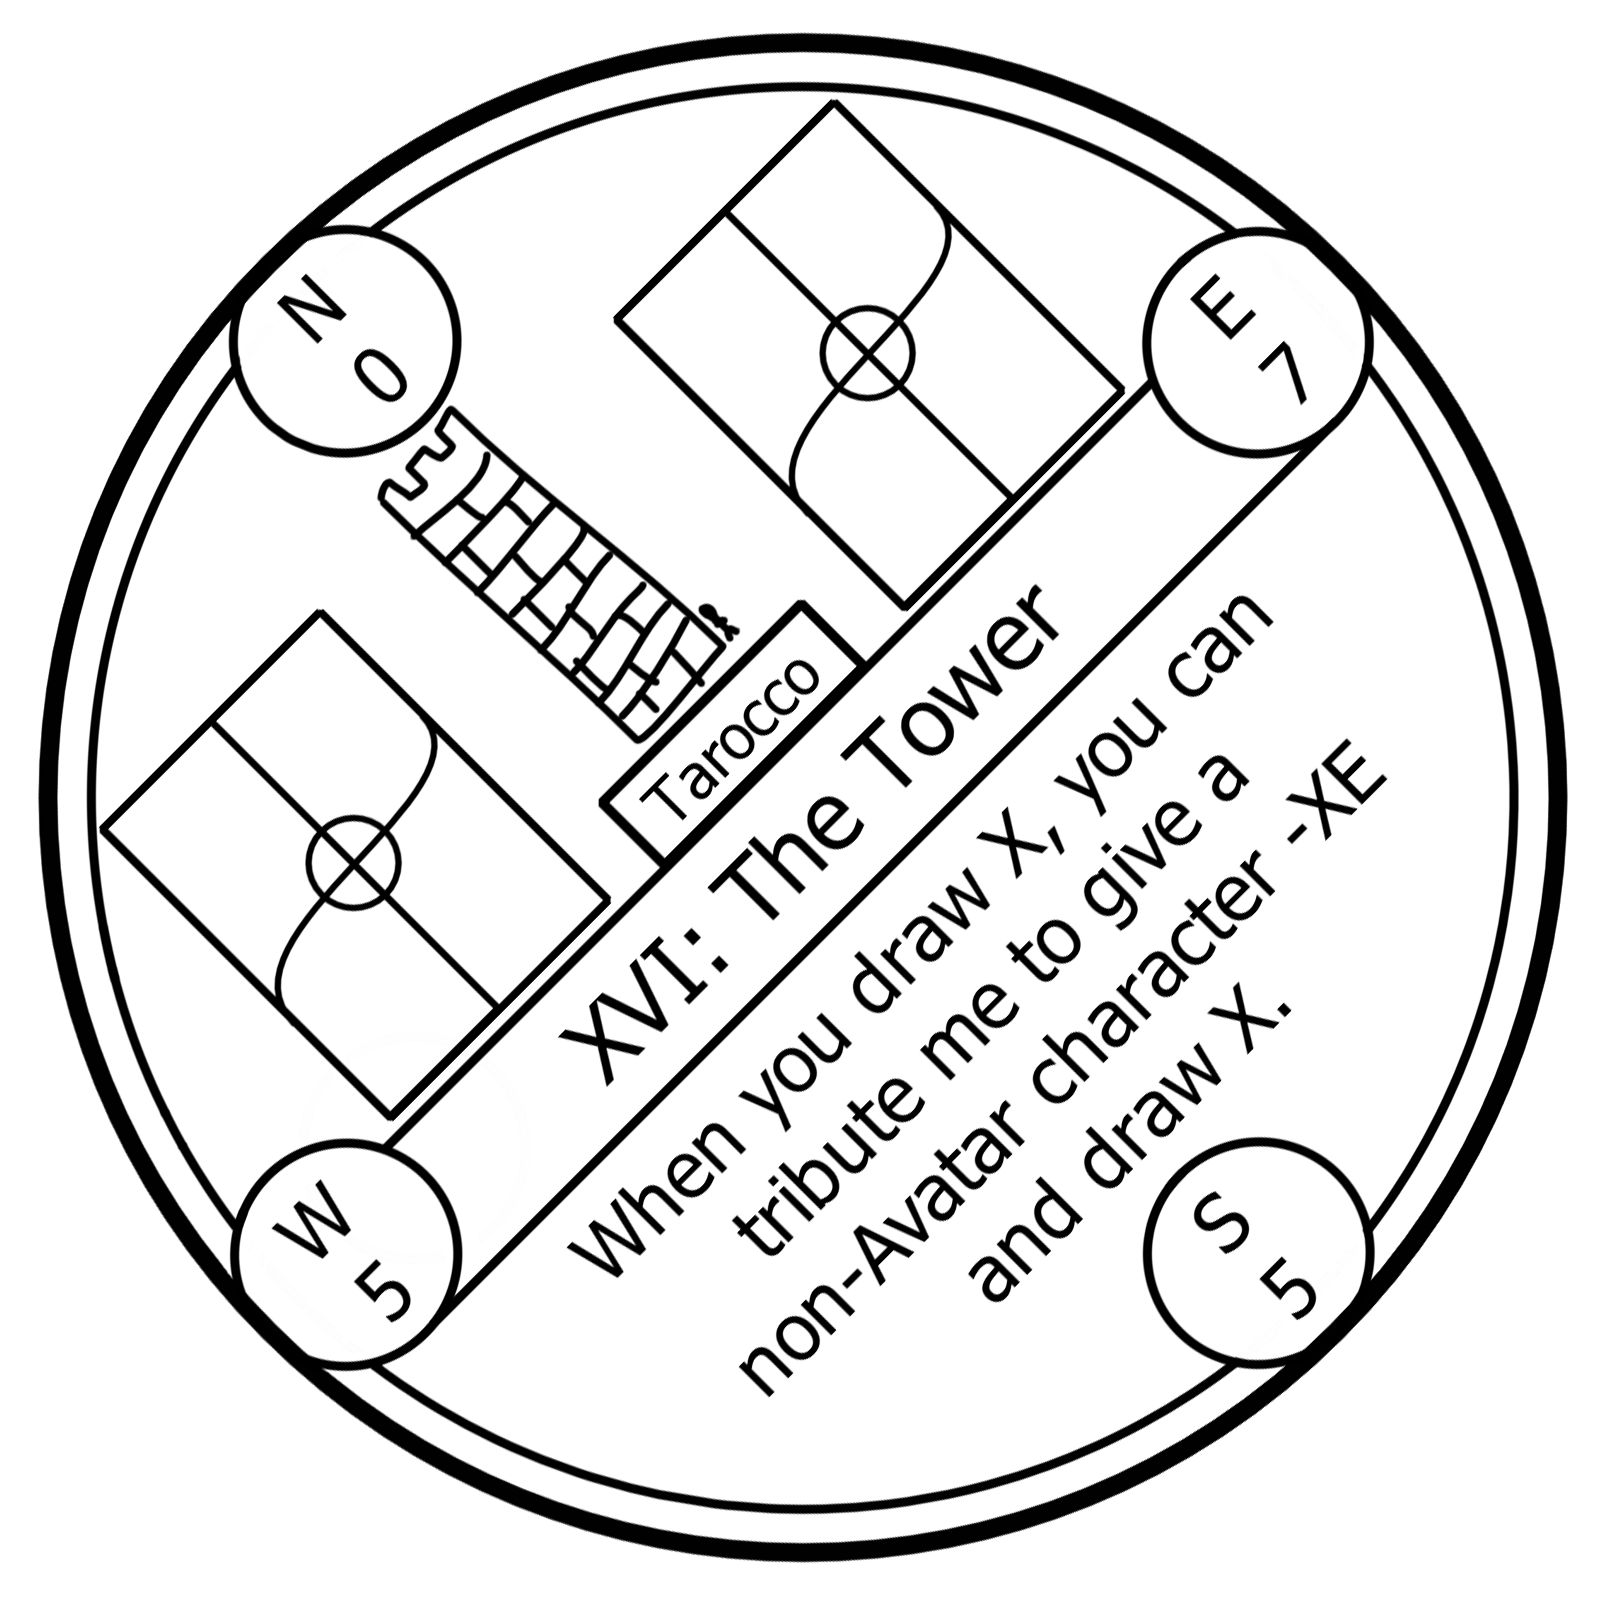 N
0
E
7
Tarocco
XVI: The Tower
When you draw X, you can
tribute me to give a
non-Avatar character -XE
and draw X.
W
5
S
5